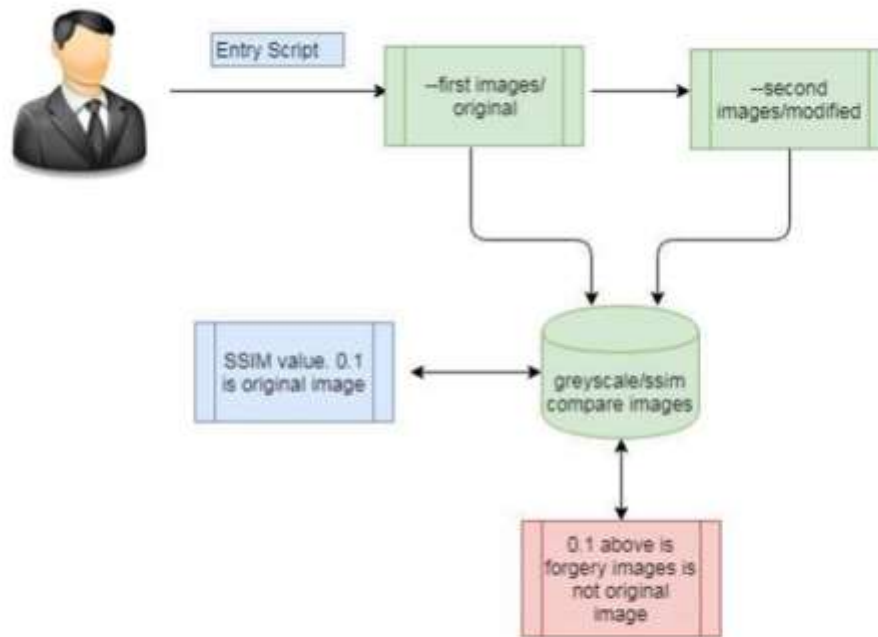 Entry Script
--first images/
original
--second
images/modified
SSIM value. 0.1
is original image
greyscale/ssim
compare images
0.1 above is
forgery images is
not original
image